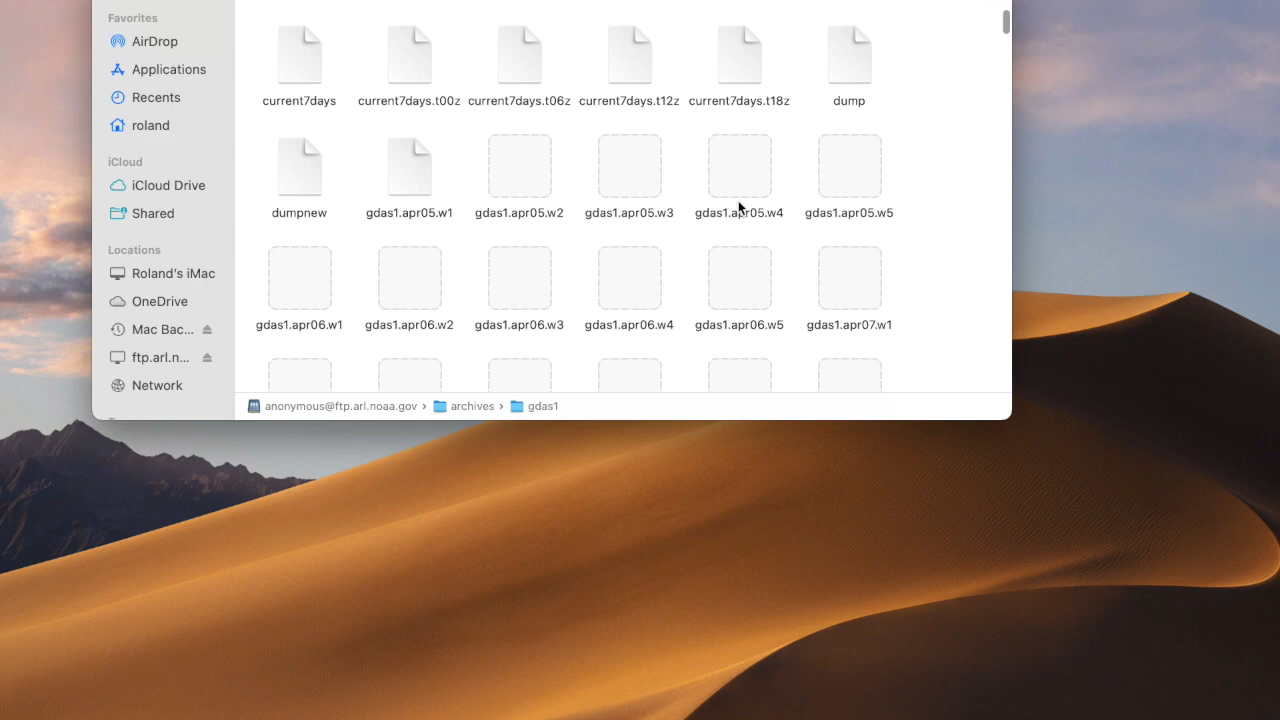 Favorites
AirDrop
Applications
Recents
roland
iCloud
iCloud Drive
Shared
Locations
Roland's iMac
OneDrive
Mac Bac...
ftp.arl.n...
Network
current7days current7days.t00z current7days.t06z current7days.t12z current7days.t18z dump
dumpnew gdas1.apr05.w1 gdas1.apr05.w2 gdas1.apr05.w3 gdas1.apr05.w4 gdas1.apr05.w5
gdas1.apr06.w1 gdas1.apr06.w2 gdas1.apr06.w3 gdas1.apr06.w4 gdas1.apr06.w5 gdas1.apr07.w1
anonymous@ftp.arl.noaa.gov › archives › gdas1